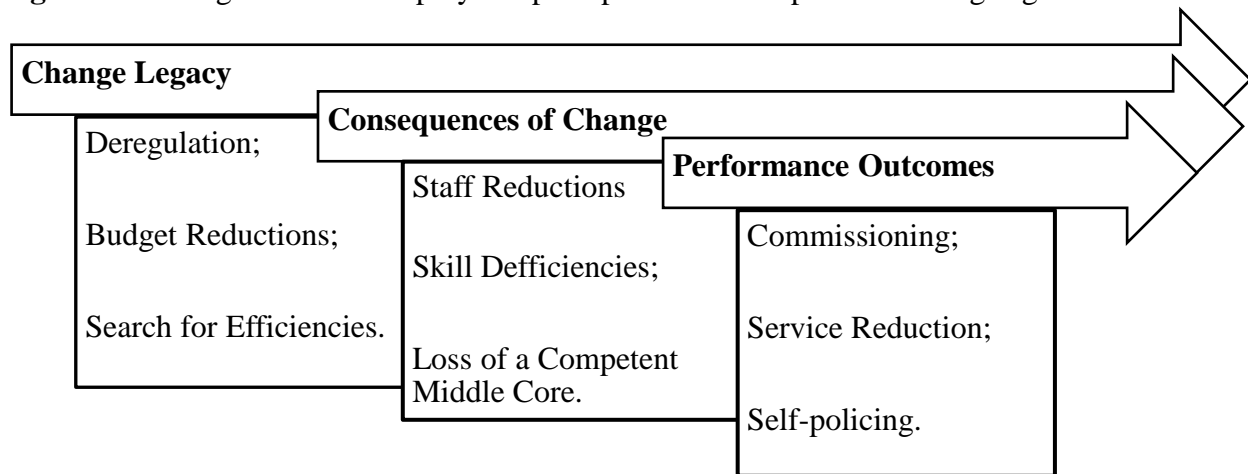 Change Legacy
Deregulation;
Budget Reductions;
Search for Efficiencies.
Consequences of Change
Staff Reductions
Skill Defficiencies;
Loss of a Competent
Middle Core.
Performance Outcomes
Commissioning;
Service Reduction;
Self-policing.